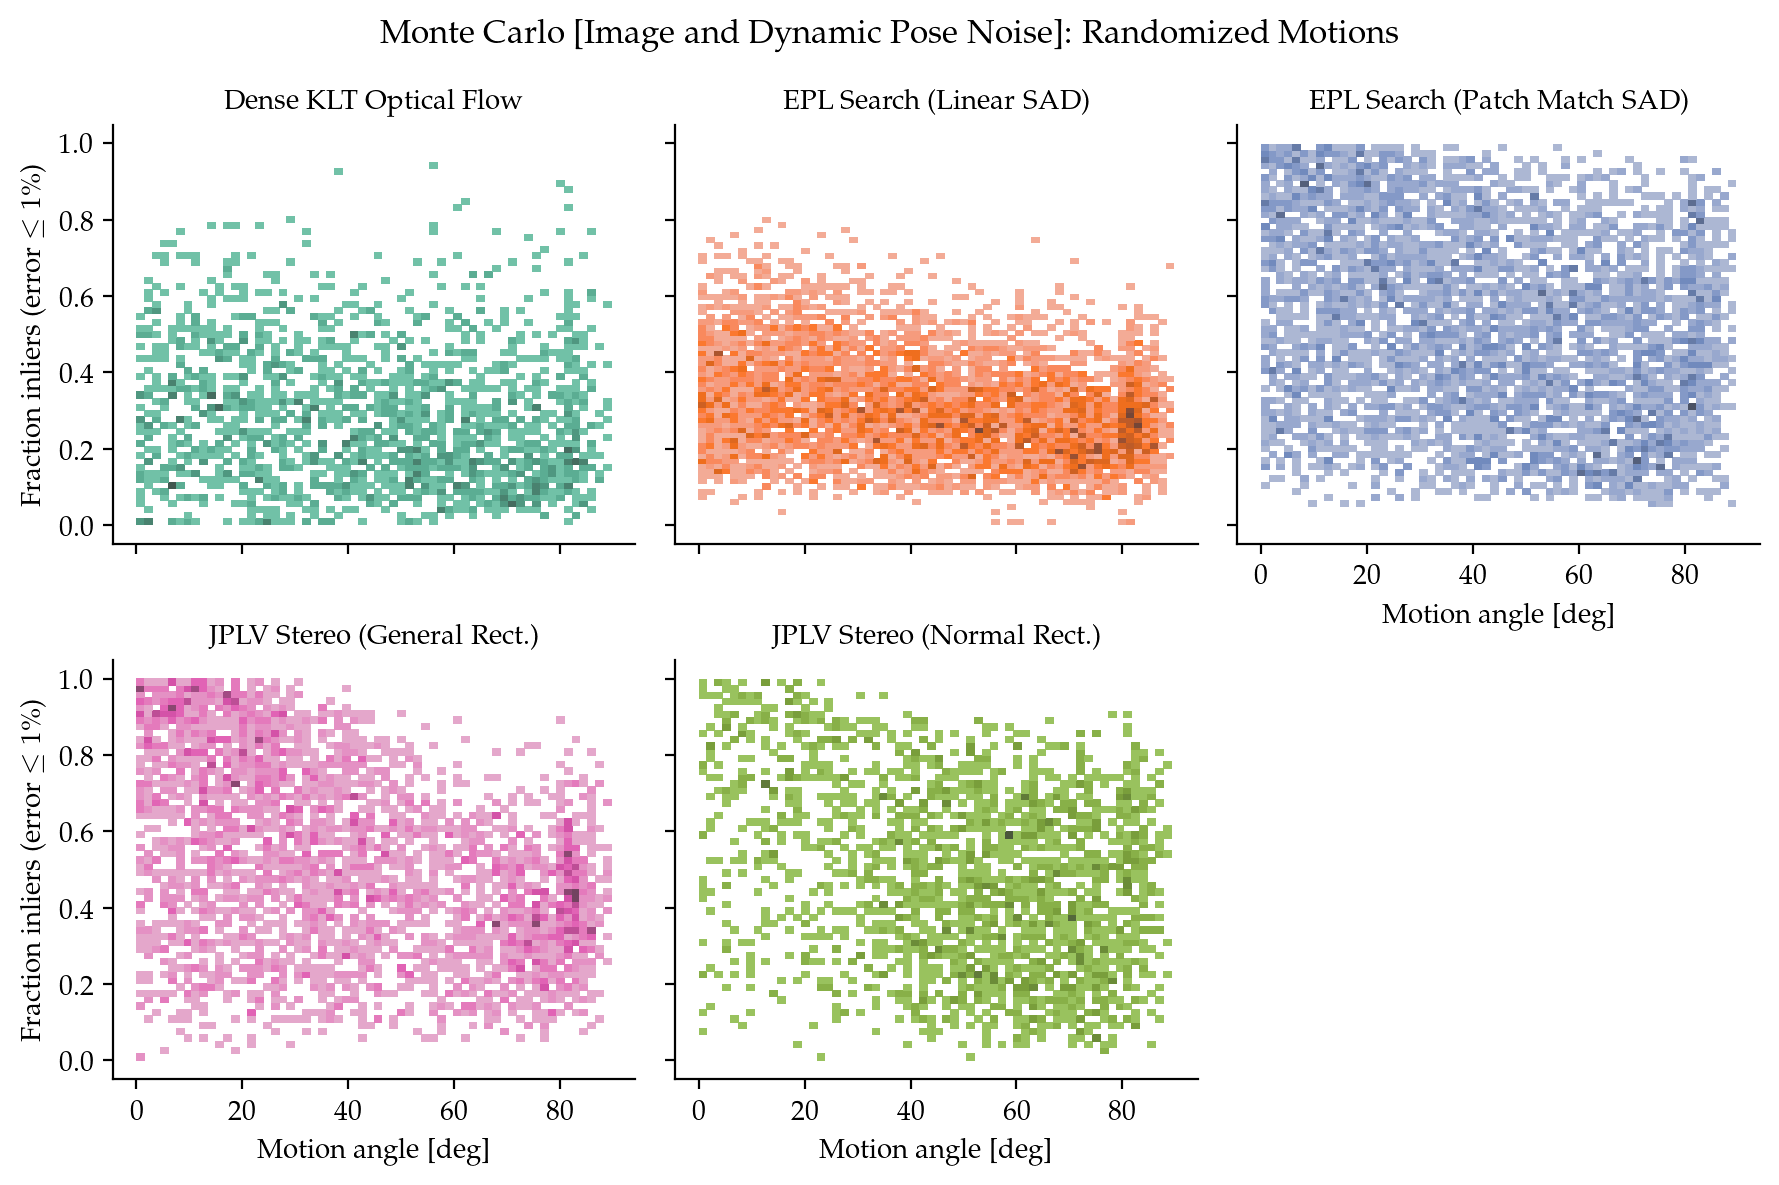 Monte Carlo [Image and Dynamic Pose Noise]: Randomized Motions
Dense KLT Optical Flow
EPL Search (Linear SAD)
EPL Search (Patch Match SAD)
Fraction inliers (error ≤ 1%)
1.0
0.8
0.6
0.4
0.2
0.0
0 20 40 60 80
Motion angle [deg]
JPLV Stereo (General Rect.)
JPLV Stereo (Normal Rect.)
Fraction inliers (error ≤ 1%)
1.0
0.8
0.6
0.4
0.2
0.0
0 20 40 60 80
0 20 40 60 80
Motion angle [deg]
Motion angle [deg]